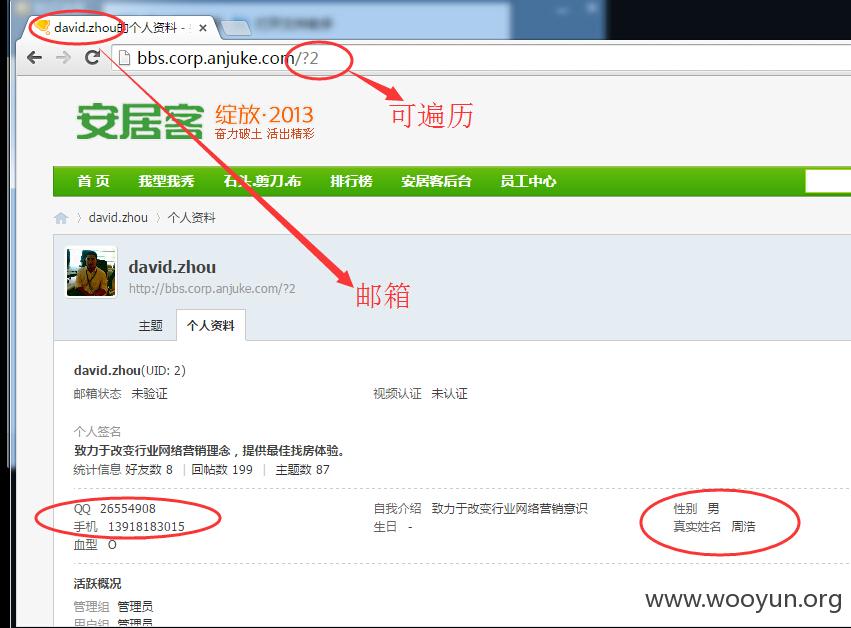 david.zhou的个人资料 -
bbs.corp.anjuke.com/?2
可遍历
安居客 绽放·2013
奋力破土 活出精彩
首页 我型我秀 石头.剪刀.布 排行榜 安居客后台 员工中心
david.zhou 个人资料
david.zhou
http://bbs.corp.anjuke.com/?2
邮箱
主题 个人资料
david.zhou(UID: 2)
邮箱状态 未验证 视频认证 未认证
个人签名
致力于改变行业网络营销理念，提供最佳找房体验。
统计信息 好友数 8 | 回帖数 199 | 主题数 87
QQ 26554908 自我介绍 致力于改变行业网络营销意识 性别 男
手机 13918183015 生日 - 真实姓名 周浩
血型 O
活跃概况
管理组 管理员
用户组 管理员
www.wooyun.org